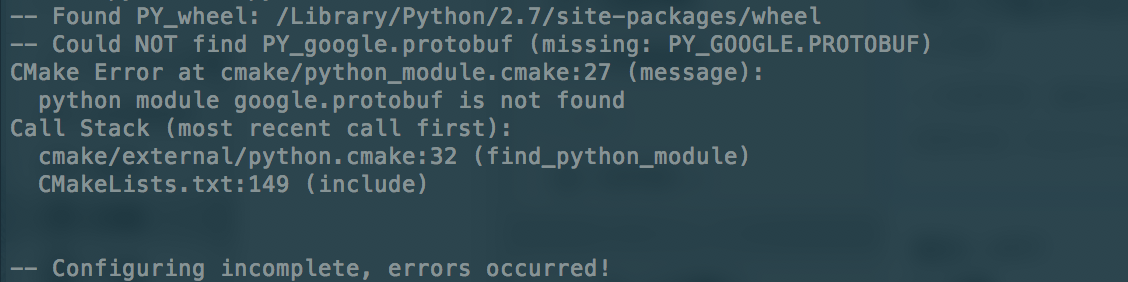 -- Found PY_wheel: /Library/Python/2.7/site-packages/wheel
-- Could NOT find PY_google.protobuf (missing: PY_GOOGLE.PROTOBUF)
CMake Error at cmake/python_module.cmake:27 (message):
  python module google.protobuf is not found
Call Stack (most recent call first):
  cmake/external/python.cmake:32 (find_python_module)
  CMakeLists.txt:149 (include)
-- Configuring incomplete, errors occurred!